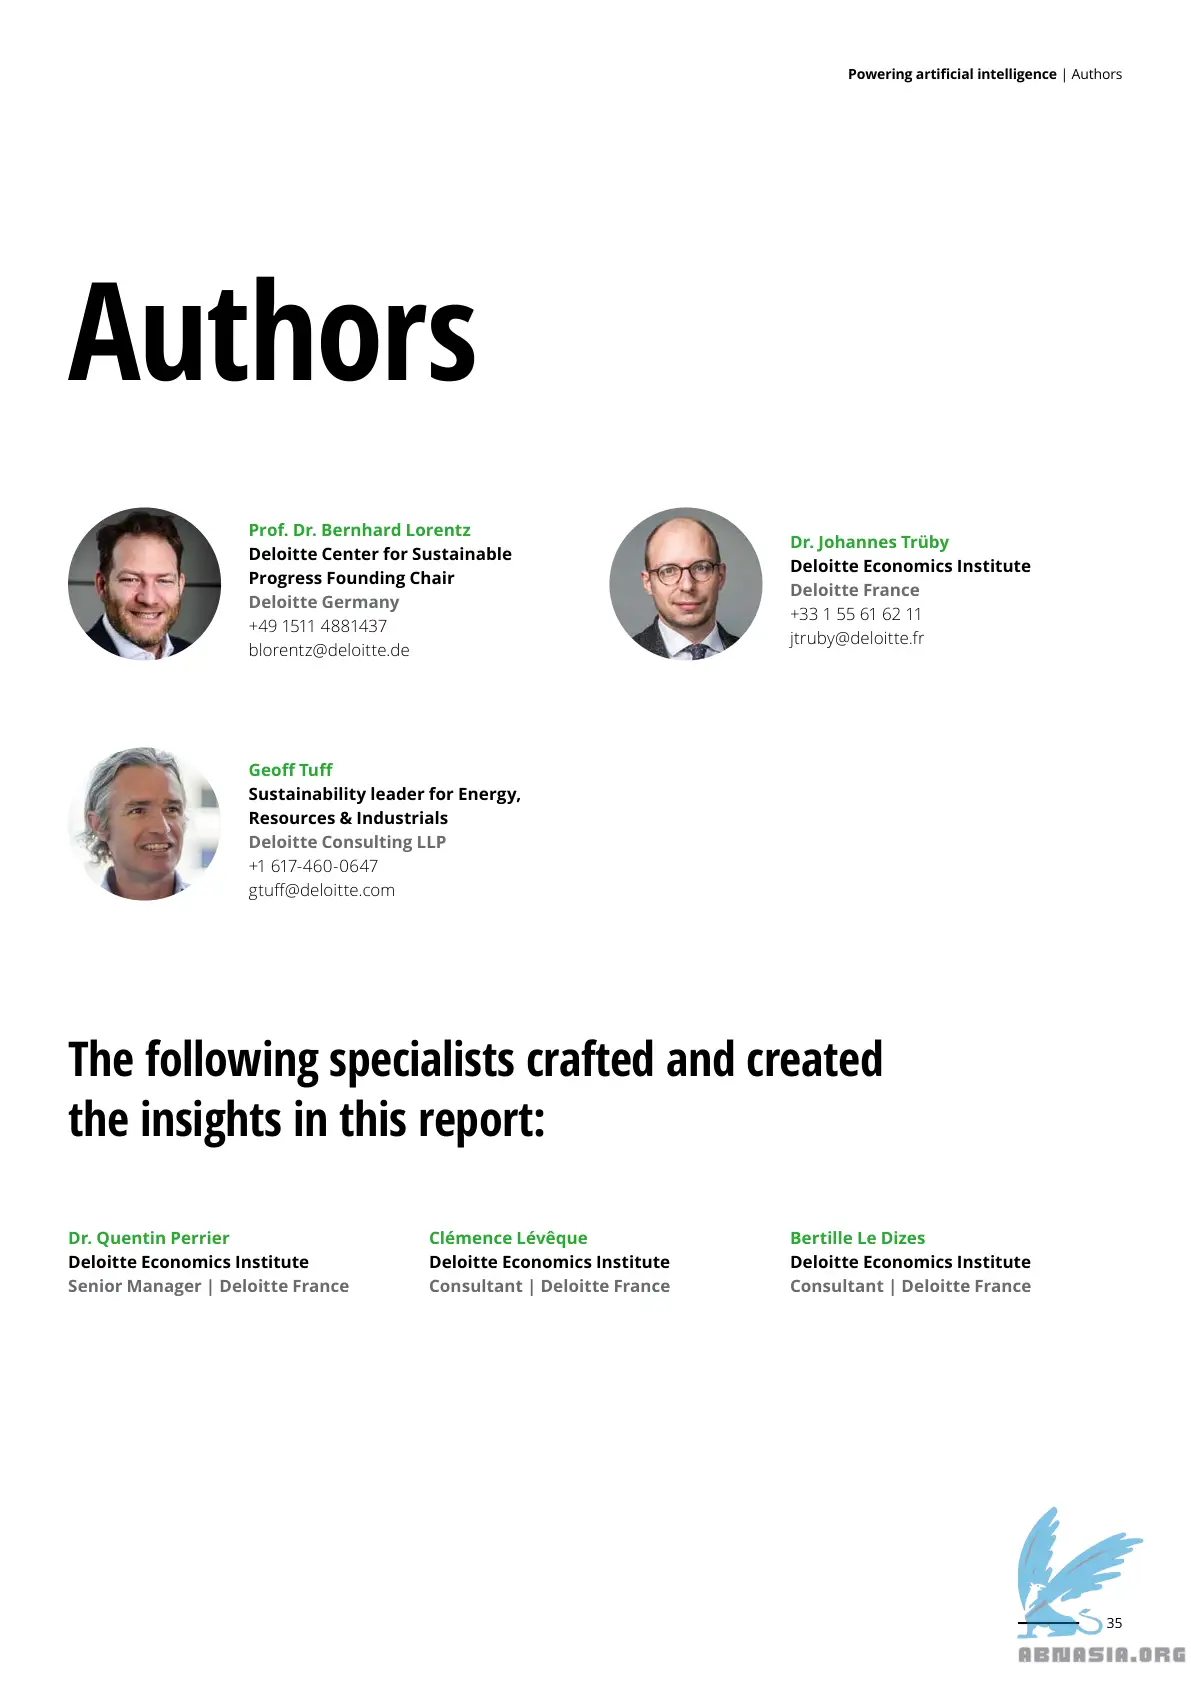 Powering artificial intelligence | Authors
Authors
Prof. Dr. Bernhard Lorentz
Deloitte Center for Sustainable
Progress Founding Chair
Deloitte Germany
+49 1511 4881437
blorentz@deloitte.de
Dr. Johannes Trüby
Deloitte Economics Institute
Deloitte France
+33 1 55 61 62 11
jtruby@deloitte.fr
Geoff Tuff
Sustainability leader for Energy,
Resources & Industrials
Deloitte Consulting LLP
+1 617-460-0647
gtuff@deloitte.com
The following specialists crafted and created
the insights in this report:
Dr. Quentin Perrier
Deloitte Economics Institute
Senior Manager | Deloitte France
Clémence Lévêque
Deloitte Economics Institute
Consultant | Deloitte France
Bertille Le Dizes
Deloitte Economics Institute
Consultant | Deloitte France
35
ABNASIA.ORG